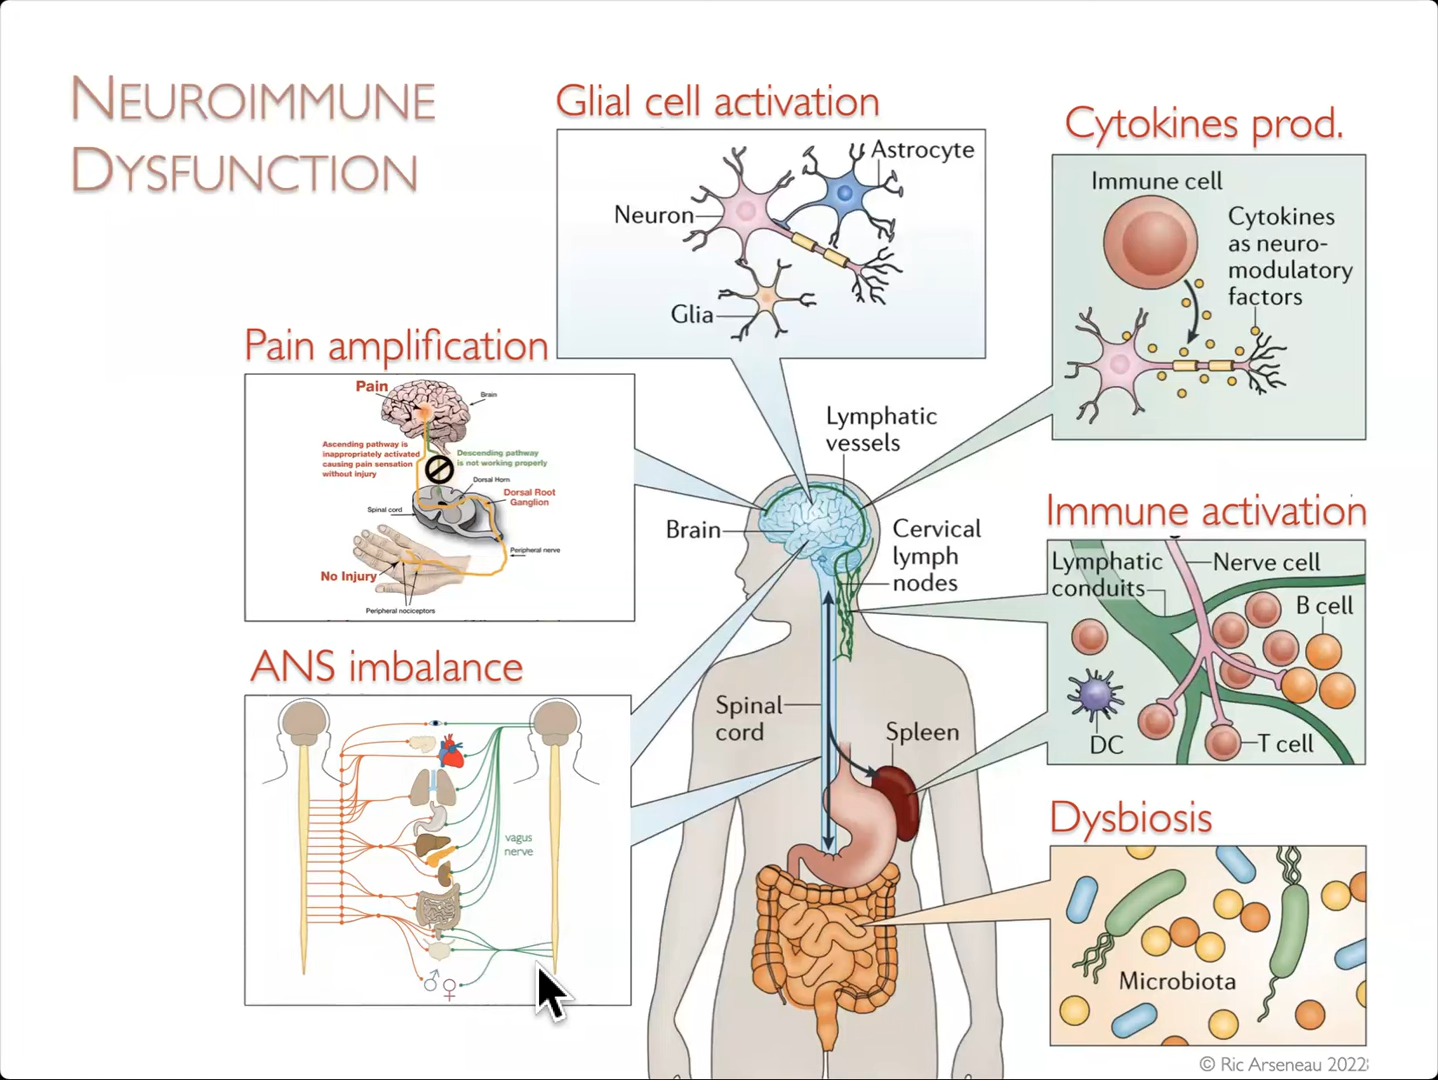 NEUROIMMUNE
DYSFUNCTION
Glial cell activation
Astrocyte
Neuron
Glia
Cytokines prod.
Immune cell
Cytokines
as neuro-
modulatory
factors
Pain amplification
Pain
Brain
Ascending pathway is
inappropriately activated
causing pain sensation
without injury
Descending pathway
is not working properly
Dorsal Horn
Dorsal Root
Ganglion
Spinal cord
Peripheral nerve
No Injury
Peripheral nociceptors
Lymphatic
vessels
Brain
Cervical
lymph
nodes
Spinal
cord
Spleen
Immune activation
Lymphatic
conduits
Nerve cell
B cell
DC
T cell
ANS imbalance
vagus
nerve
Dysbiosis
Microbiota
© Ric Arseneau 2022